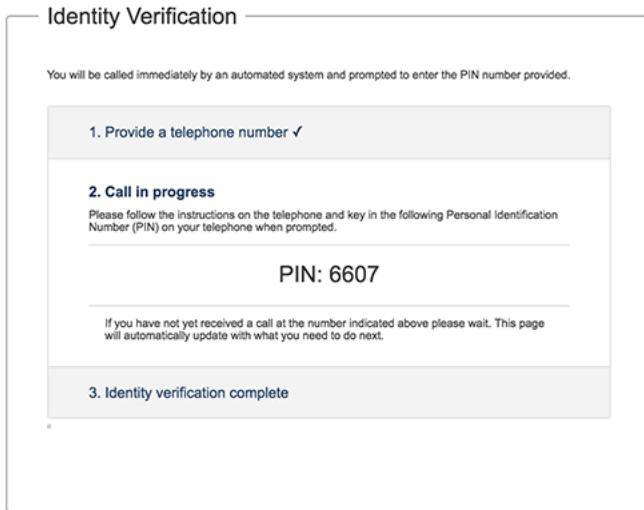 Identity Verification
You will be called immediately by an automated system and prompted to enter the PIN number provided.
1. Provide a telephone number ✓
2. Call in progress
Please follow the instructions on the telephone and key in the following Personal Identification
Number (PIN) on your telephone when prompted.
PIN: 6607
If you have not yet received a call at the number indicated above please wait. This page
will automatically update with what you need to do next.
3. Identity verification complete